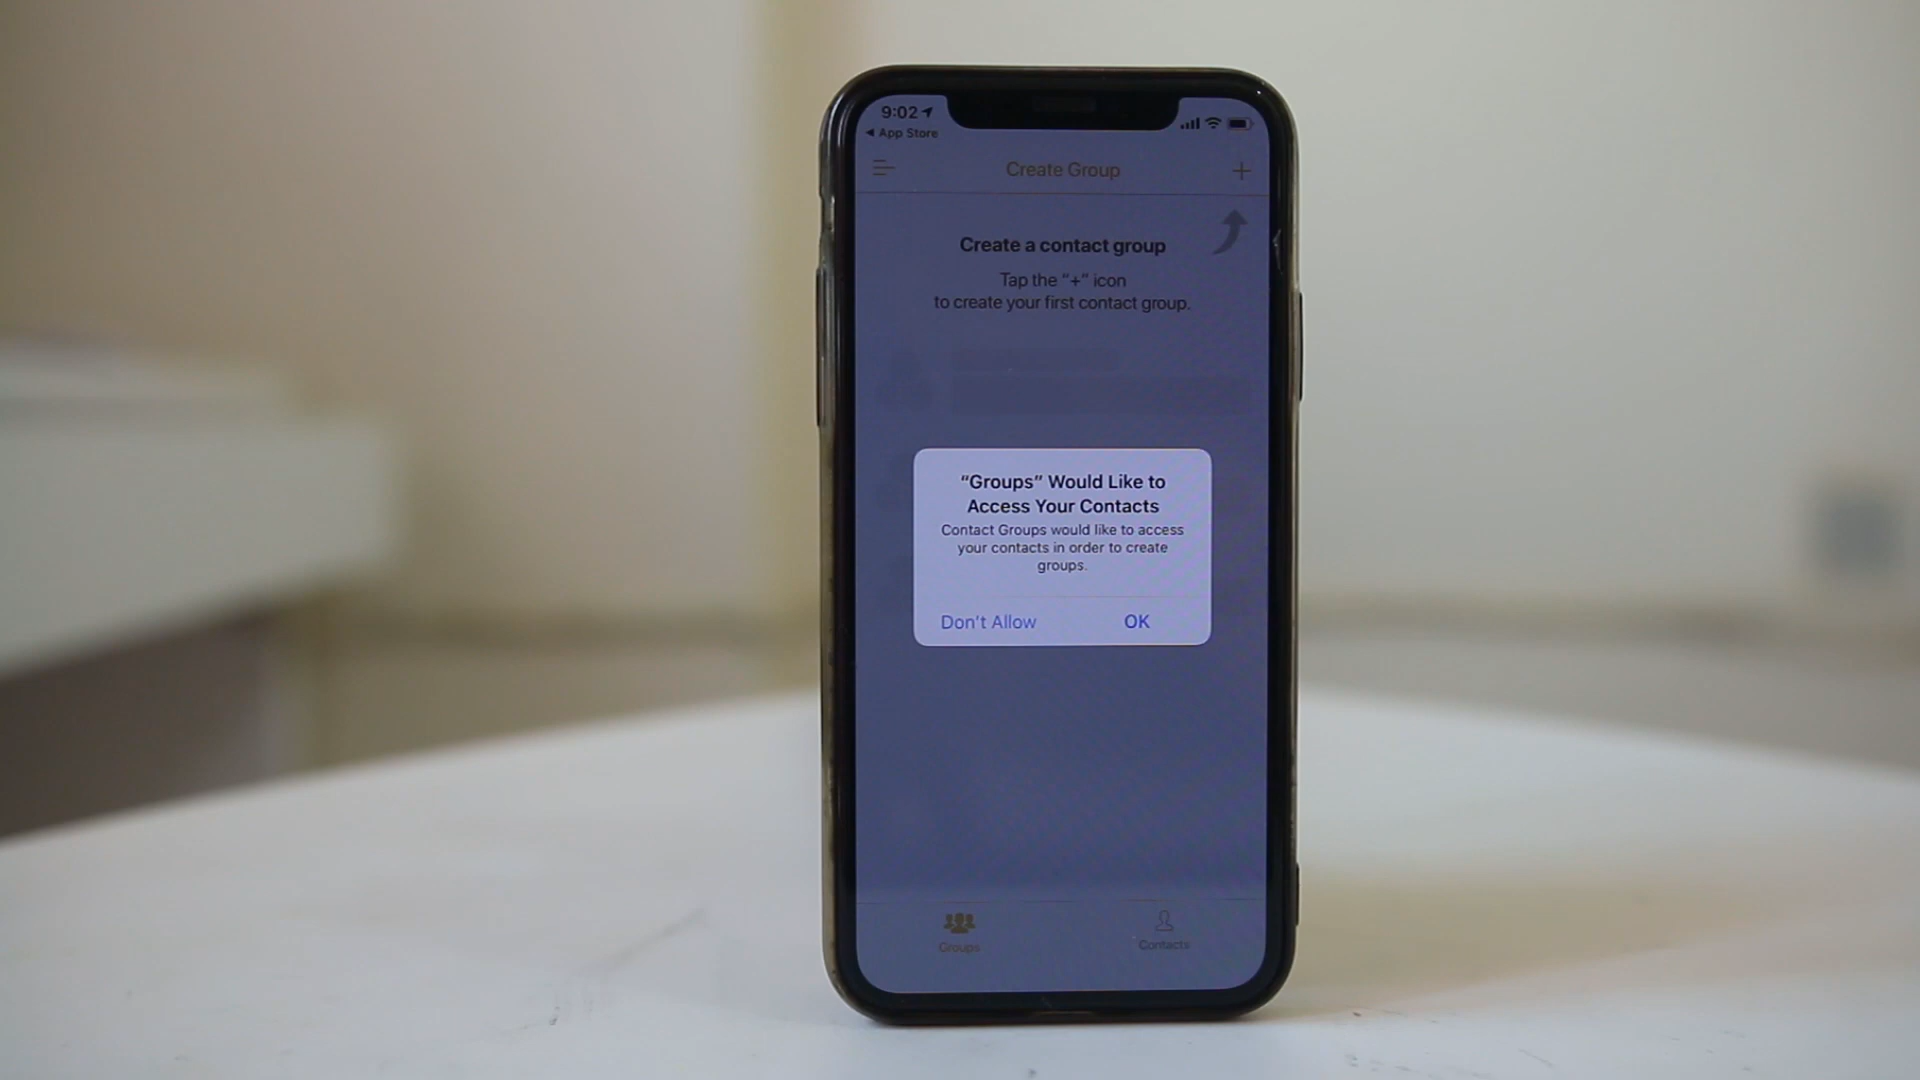 9:02
◀ App Store
Create Group
+
Create a contact group
Tap the "+" icon
to create your first contact group.
“Groups” Would Like to
Access Your Contacts
Contact Groups would like to access
your contacts in order to create
groups.
Don't Allow
OK
Groups
Contacts